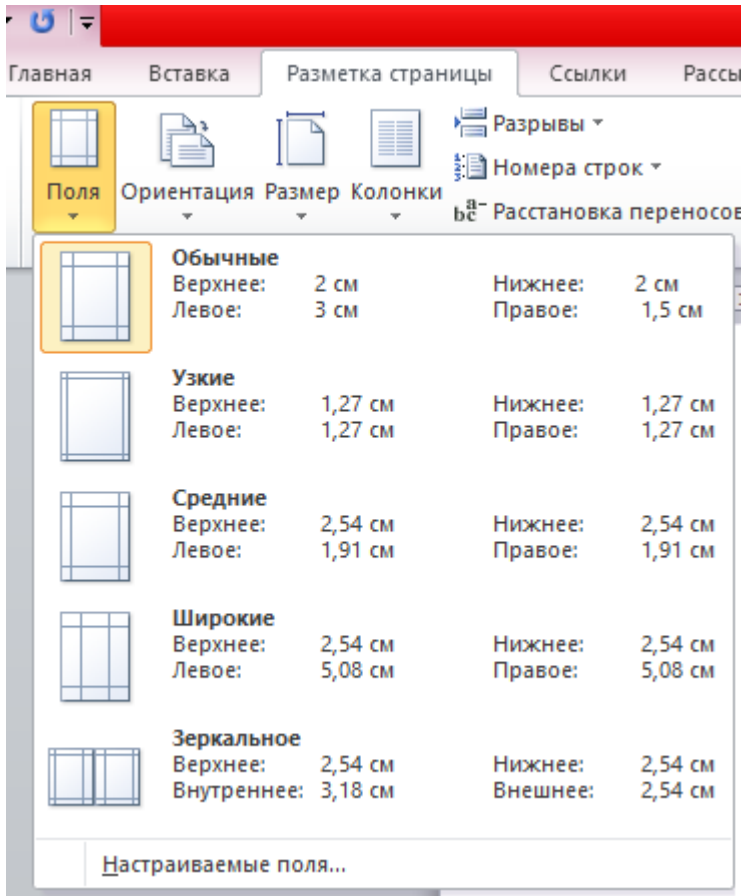 Главная Вставка Разметка страницы Ссылки
Разрывы
Номера строк
Поля Ориентация Размер Колонки
Расстановка переносов
Обычные
Верхнее: 2 см Нижнее: 2 см
Левое: 3 см Правое: 1,5 см
Узкие
Верхнее: 1,27 см Нижнее: 1,27 см
Левое: 1,27 см Правое: 1,27 см
Средние
Верхнее: 2,54 см Нижнее: 2,54 см
Левое: 1,91 см Правое: 1,91 см
Широкие
Верхнее: 2,54 см Нижнее: 2,54 см
Левое: 5,08 см Правое: 5,08 см
Зеркальное
Верхнее: 2,54 см Нижнее: 2,54 см
Внутреннее: 3,18 см Внешнее: 2,54 см
Настраиваемые поля...